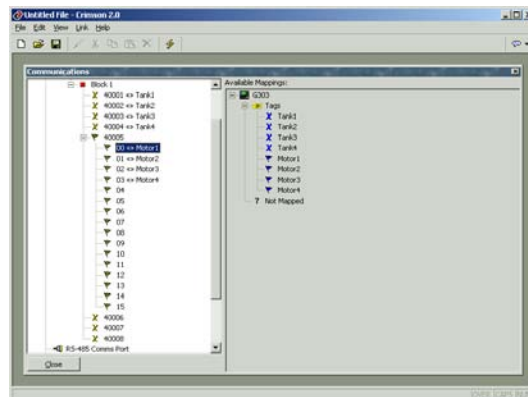 Untitled File - Crimson 2.0
File Edit View Link Help
Communications
Block 1
40001 <> Tank1
40002 <> Tank2
40003 <> Tank3
40004 <> Tank4
40005
00 <> Motor1
01 <> Motor2
02 <> Motor3
03 <> Motor4
04
05
06
07
08
09
10
11
12
13
14
15
40006
40007
40008
RS-485 Comms Port
Close
Available Mappings:
G303
Tags
Tank1
Tank2
Tank3
Tank4
Motor1
Motor2
Motor3
Motor4
? Not Mapped